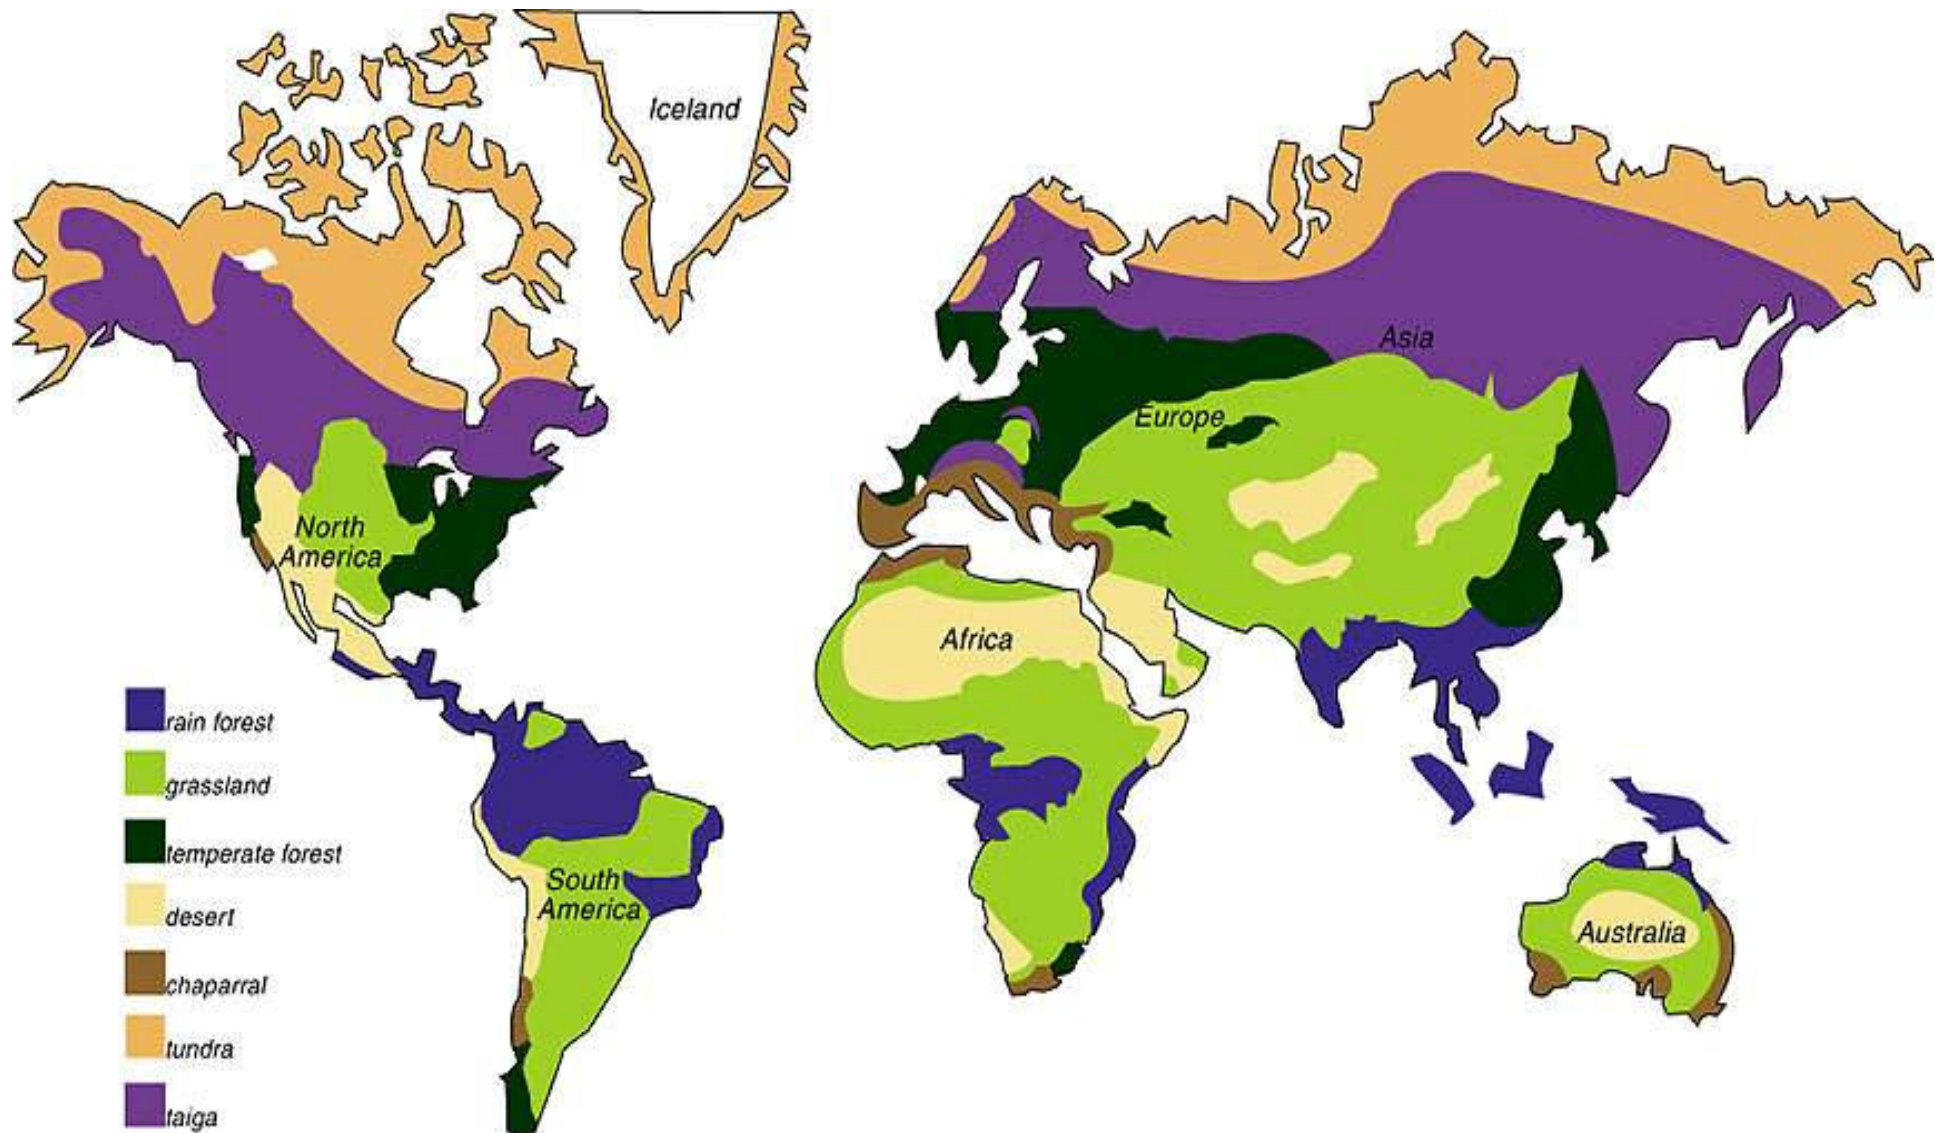 Iceland
Asia
Europe
North
America
Africa
South
America
Australia
rain forest
grassland
temperate forest
desert
chaparral
tundra
taiga